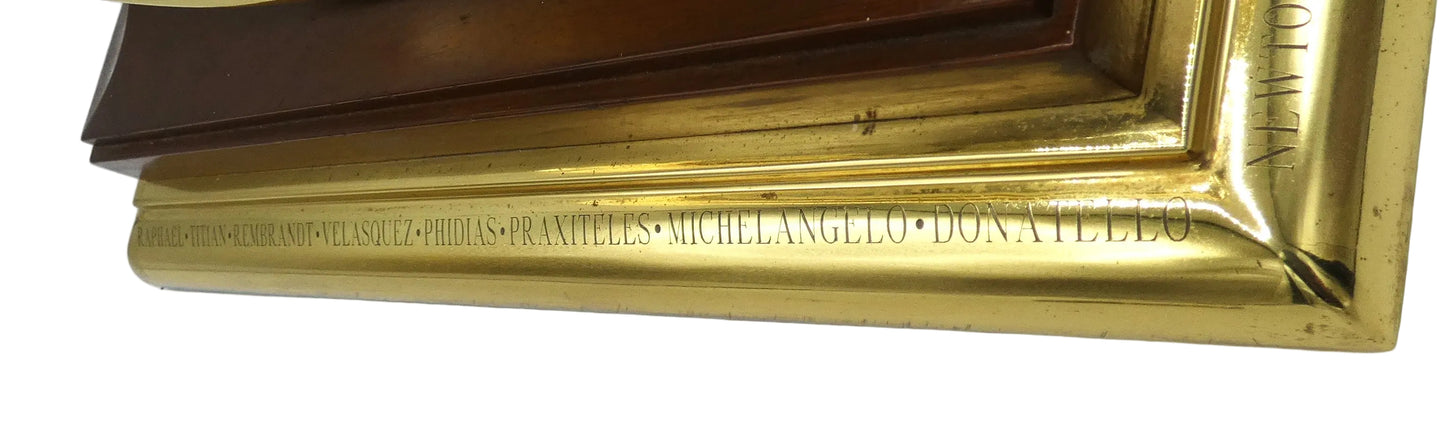 RAPHAEL•TITIAN•REMBRANDT•VELASQUEZ•PHIDIAS•PRAXITELES•MICHELANGELO•DONATELLO
NEWTO